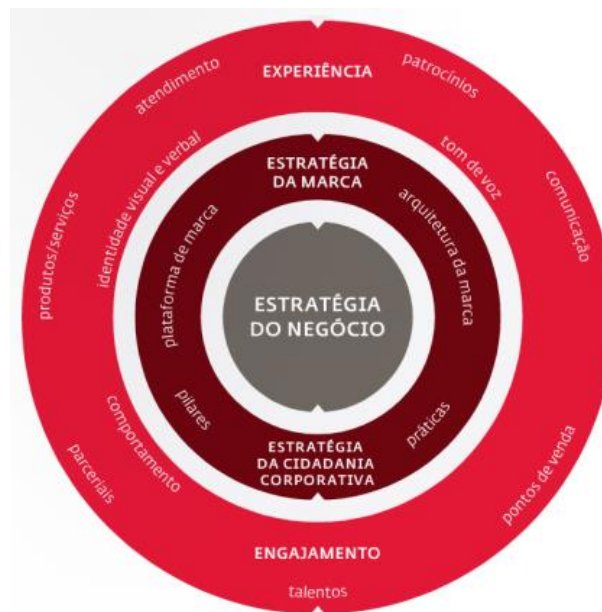 EXPERIÊNCIA
atendimento
patrocínios
identidade visual e verbal
tom de voz
produtos/serviços
comunicação
ESTRATÉGIA
DA MARCA
plataforma de marca
arquitetura da marca
ESTRATÉGIA
DO NEGÓCIO
pilares
práticas
ESTRATÉGIA
DA CIDADANIA
CORPORATIVA
comportamento
parceriais
pontos de venda
ENGAJAMENTO
talentos